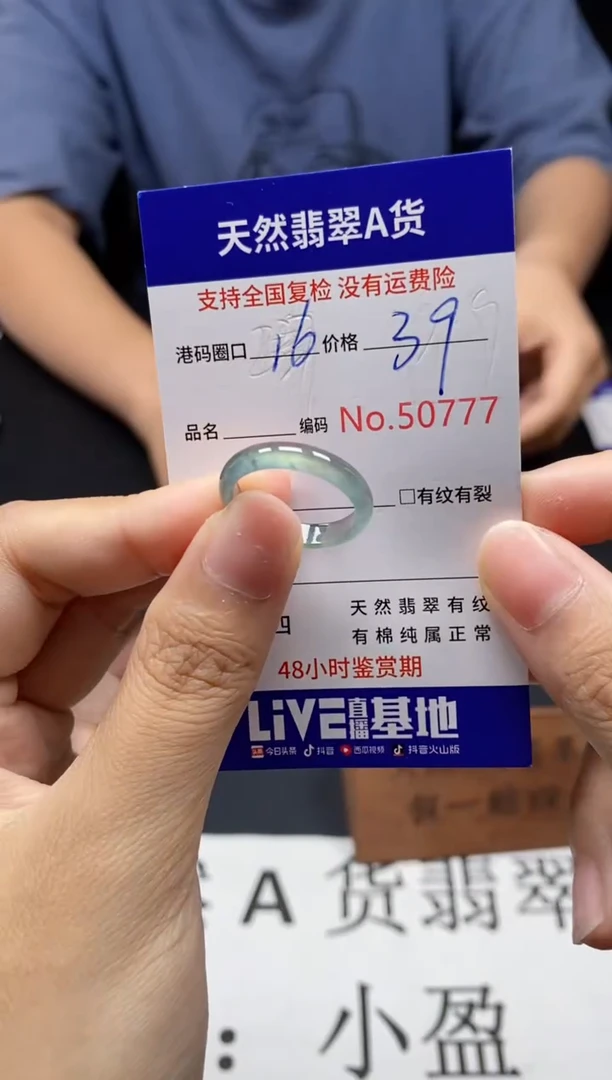 天然翡翠A货
支持全国复检 没有运费险
港码圈口 16 价格 39
品名 编码 No.50777
□有纹有裂
四 天然翡翠有纹
有棉纯属正常
48小时鉴赏期
LiVE直播基地
头条 今日头条 抖音 西瓜视频 抖音火山版
A货翡翠
：小盈